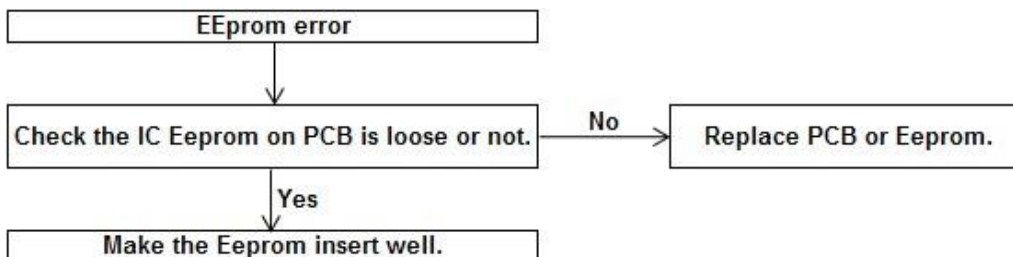 EEprom error
Check the IC Eeprom on PCB is loose or not.
No
Replace PCB or Eeprom.
Yes
Make the Eeprom insert well.